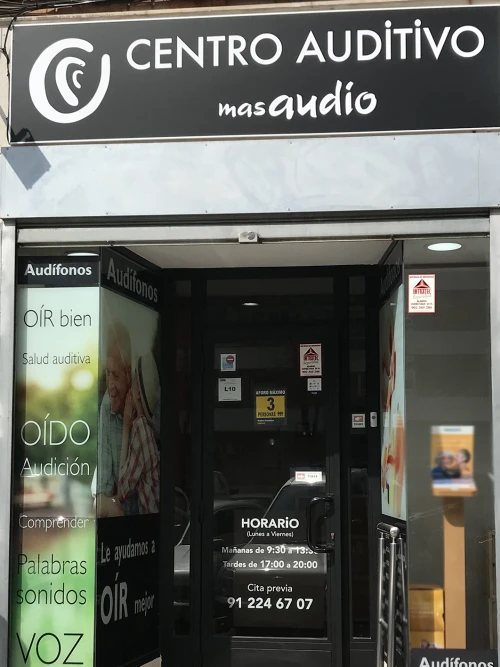 CENTRO AUDiTiVO
masaudio
Audífonos
OÍR bien
Salud auditiva
OÍDO
Audición
Comprender
Palabras
sonidos
VOZ
Audífonos
Le ayudamos a
OÍR mejor
L10
AFORO MÁXIMO
3
PERSONAS
HORARIO
(Lunes a Viernes)
Mañanas de 9:30 a 13:30
Tardes de 17:00 a 20:00
Cita previa
91 224 67 07
Audífonos